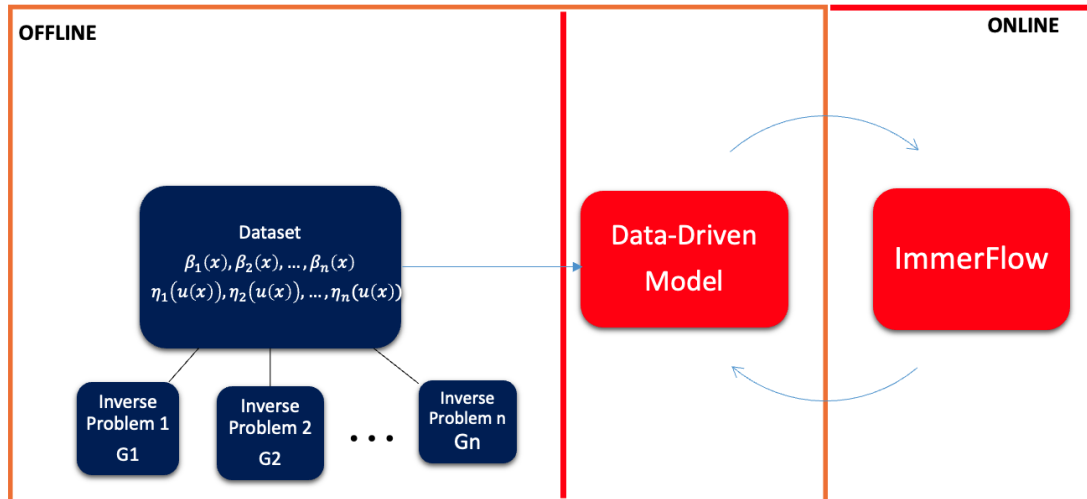 OFFLINE
ONLINE
Dataset
β₁(x), β₂(x), …, βₙ(x)
η₁(u(x)), η₂(u(x)), …, ηₙ(u(x))
Data-Driven
Model
ImmerFlow
Inverse
Problem 1
G1
Inverse
Problem 2
G2
...
Inverse
Problem n
Gn